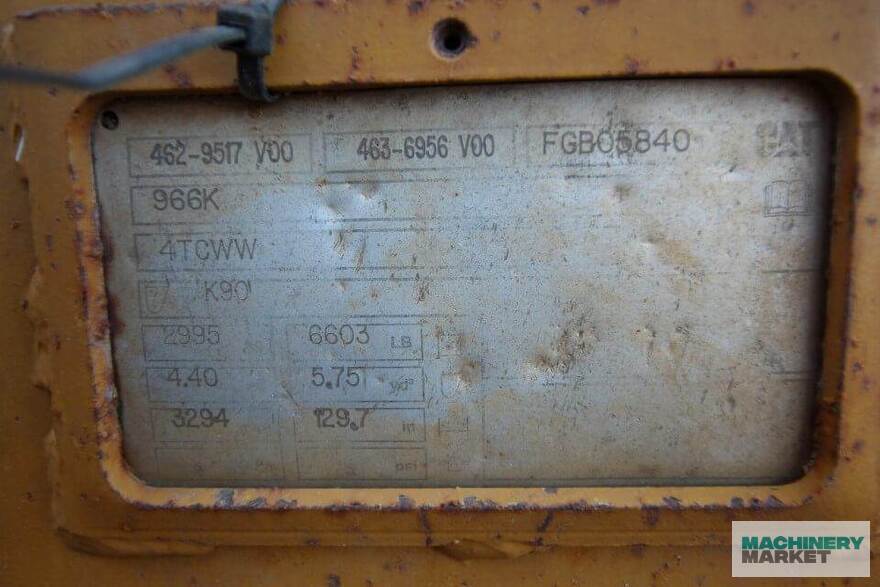 462-9517 V00 463-6956 V00 FGB05840 CAT
966K
4TCWW
K90
2995 6603 LB
4.40 5.75 yd³
3294 129.7 in
psi
MACHINERY
MARKET